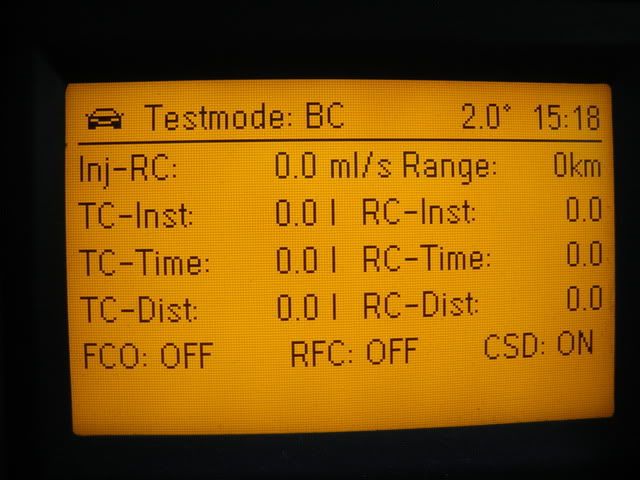 Testmode: BC 2.0° 15:18
Inj-RC: 0.0 ml/s Range: 0km
TC-Inst: 0.0 l RC-Inst: 0.0
TC-Time: 0.0 l RC-Time: 0.0
TC-Dist: 0.0 l RC-Dist: 0.0
FCO: OFF RFC: OFF CSD: ON